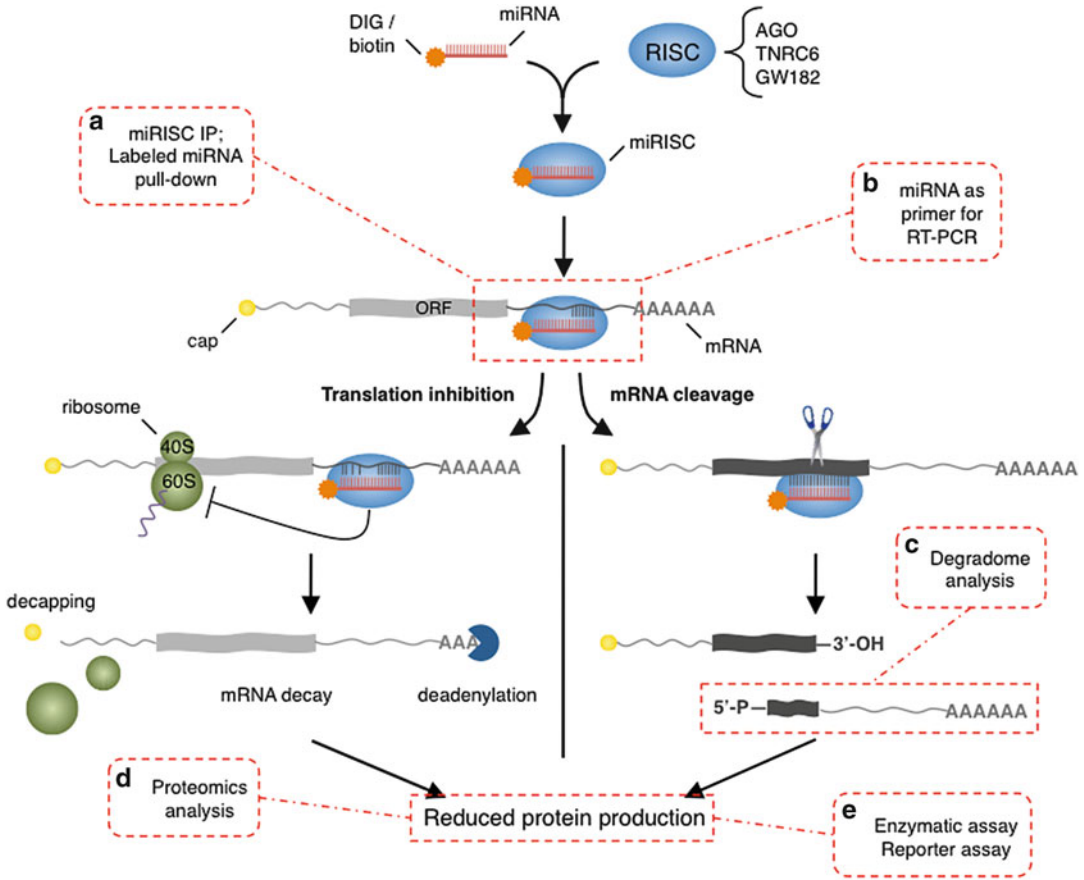 DIG /
biotin
miRNA
RISC
AGO
TNRC6
GW182
a
miRISC IP;
Labeled miRNA
pull-down
miRISC
b
miRNA as
primer for
RT-PCR
ORF
AAAAAA
cap
mRNA
Translation inhibition
mRNA cleavage
ribosome
40S
60S
AAAAAA
AAAAAA
c
Degradome
analysis
decapping
AAA
mRNA decay
deadenylation
3'-OH
5'-P
AAAAAA
d
Proteomics
analysis
Reduced protein production
e
Enzymatic assay
Reporter assay